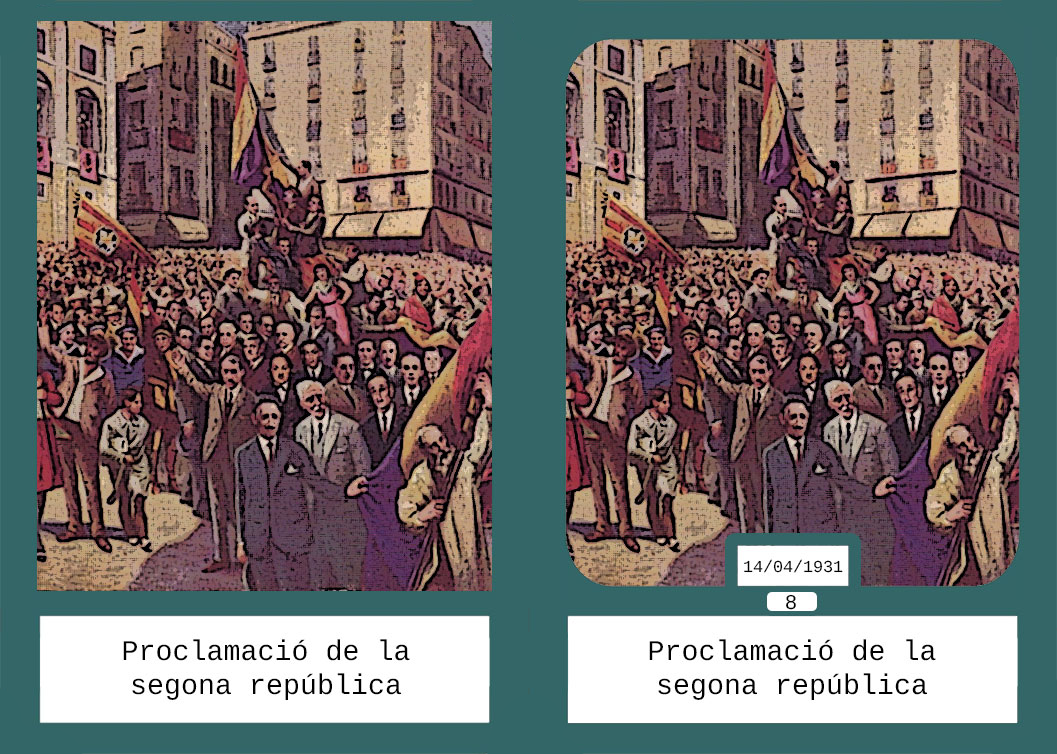 Proclamació de la
segona república
14/04/1931
8
Proclamació de la
segona república